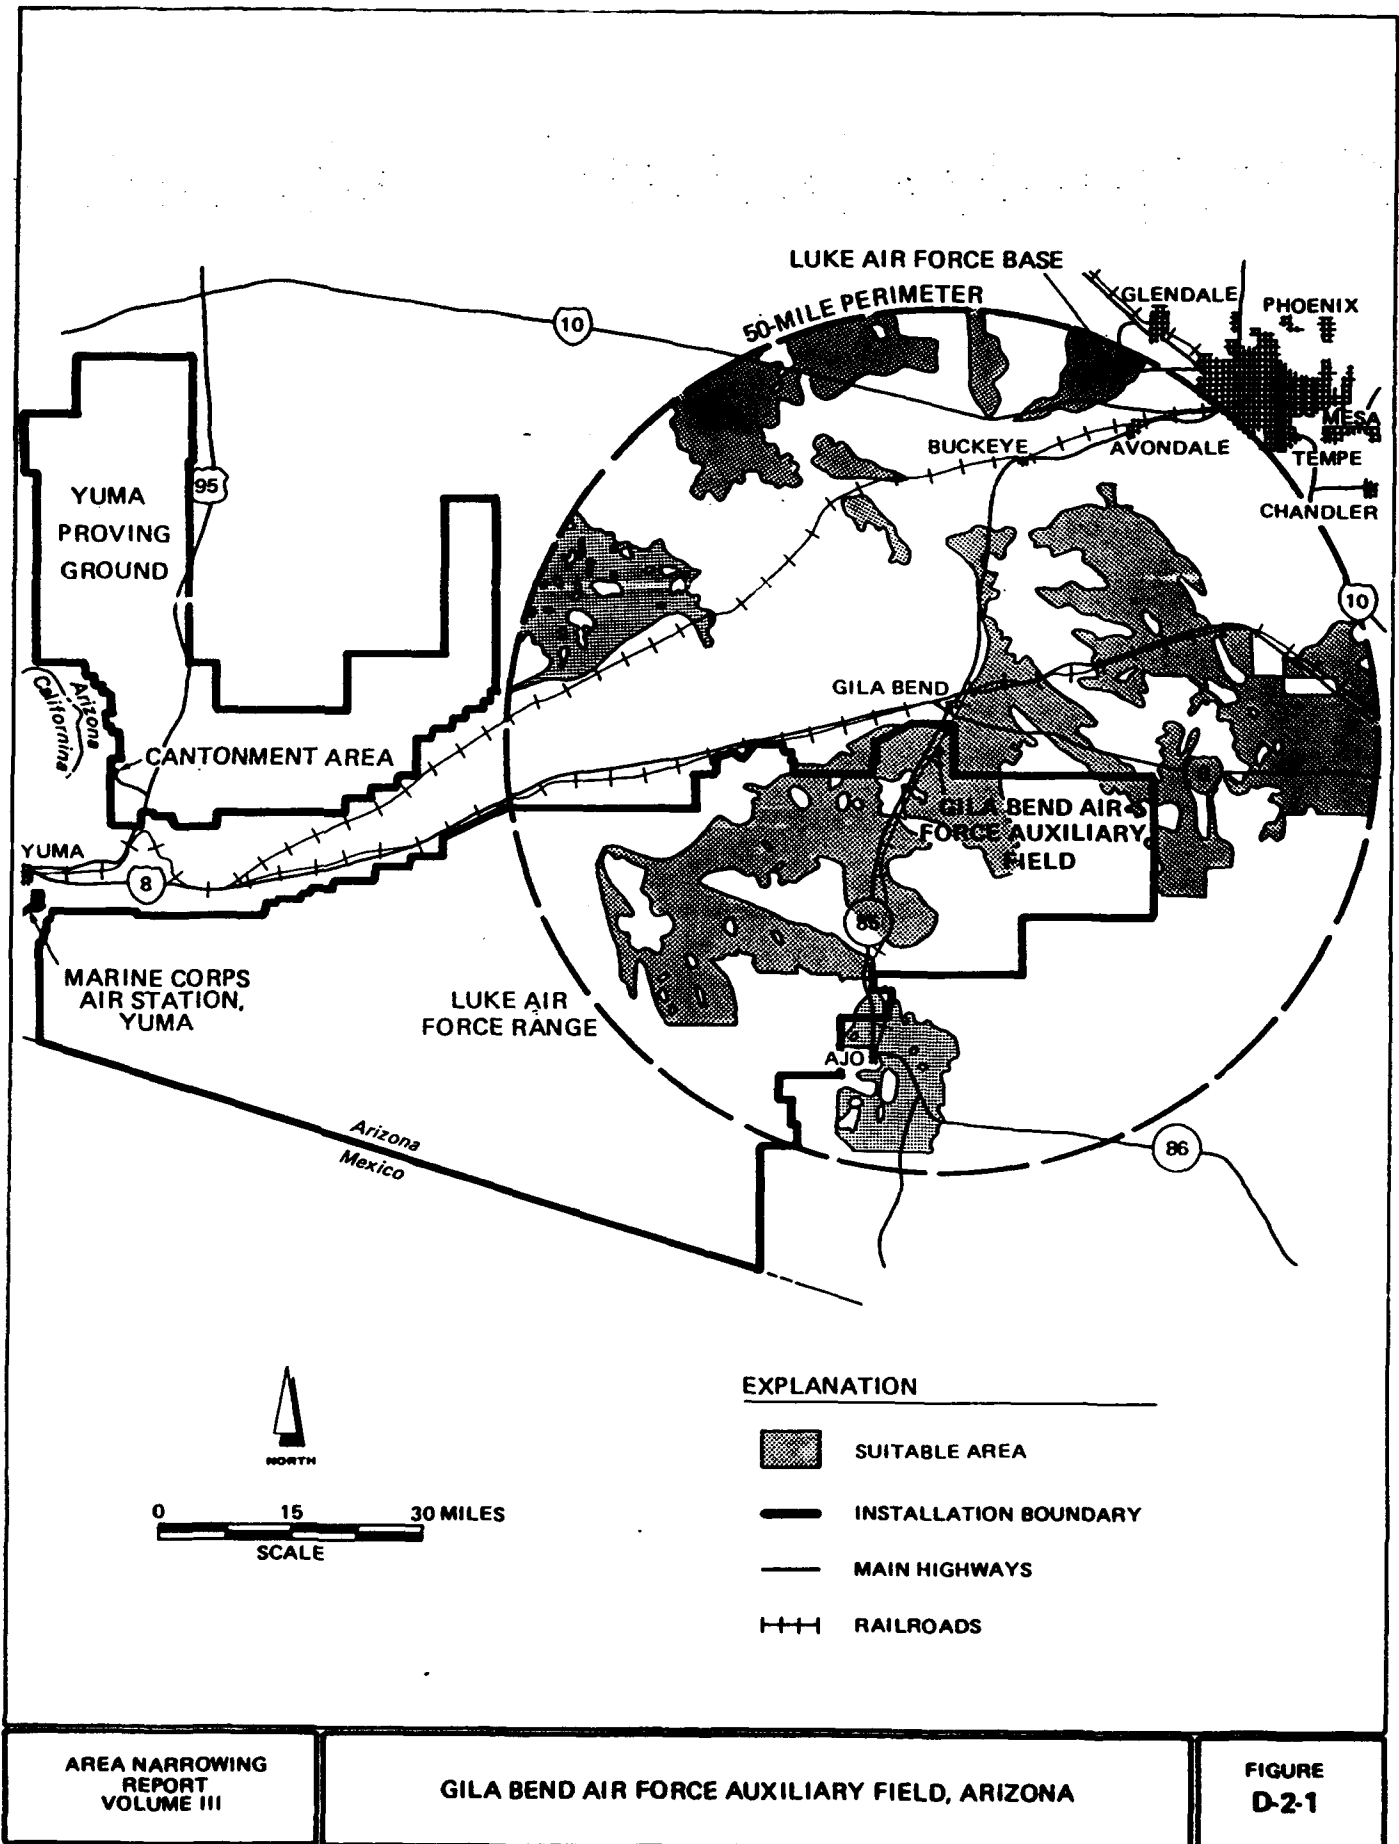 LUKE AIR FORCE BASE
50-MILE PERIMETER
GLENDALE
PHOENIX
10
MESA
BUCKEYE
AVONDALE
TEMPE
CHANDLER
95
YUMA
PROVING
GROUND
10
Arizona
California
GILA BEND
CANTONMENT AREA
GILA BEND AIR
FORCE AUXILIARY
FIELD
YUMA
8
85
MARINE CORPS
AIR STATION,
YUMA
LUKE AIR
FORCE RANGE
AJO
Arizona
Mexico
86
NORTH
0 15 30 MILES
SCALE
EXPLANATION
SUITABLE AREA
INSTALLATION BOUNDARY
MAIN HIGHWAYS
RAILROADS
AREA NARROWING
REPORT
VOLUME III
GILA BEND AIR FORCE AUXILIARY FIELD, ARIZONA
FIGURE
D-2-1